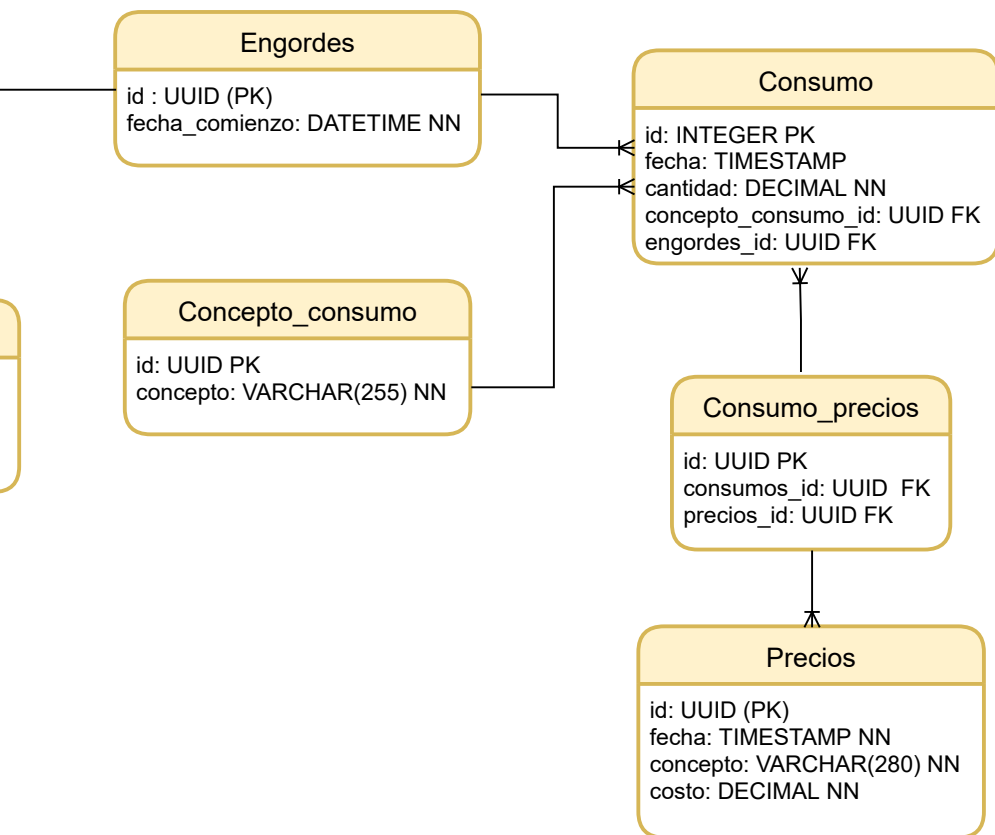 Engordes
id : UUID (PK)
fecha_comienzo: DATETIME NN
Consumo
id: INTEGER PK
fecha: TIMESTAMP
cantidad: DECIMAL NN
concepto_consumo_id: UUID FK
engordes_id: UUID FK
Concepto_consumo
id: UUID PK
concepto: VARCHAR(255) NN
Consumo_precios
id: UUID PK
consumos_id: UUID  FK
precios_id: UUID FK
Precios
id: UUID (PK)
fecha: TIMESTAMP NN
concepto: VARCHAR(280) NN
costo: DECIMAL NN